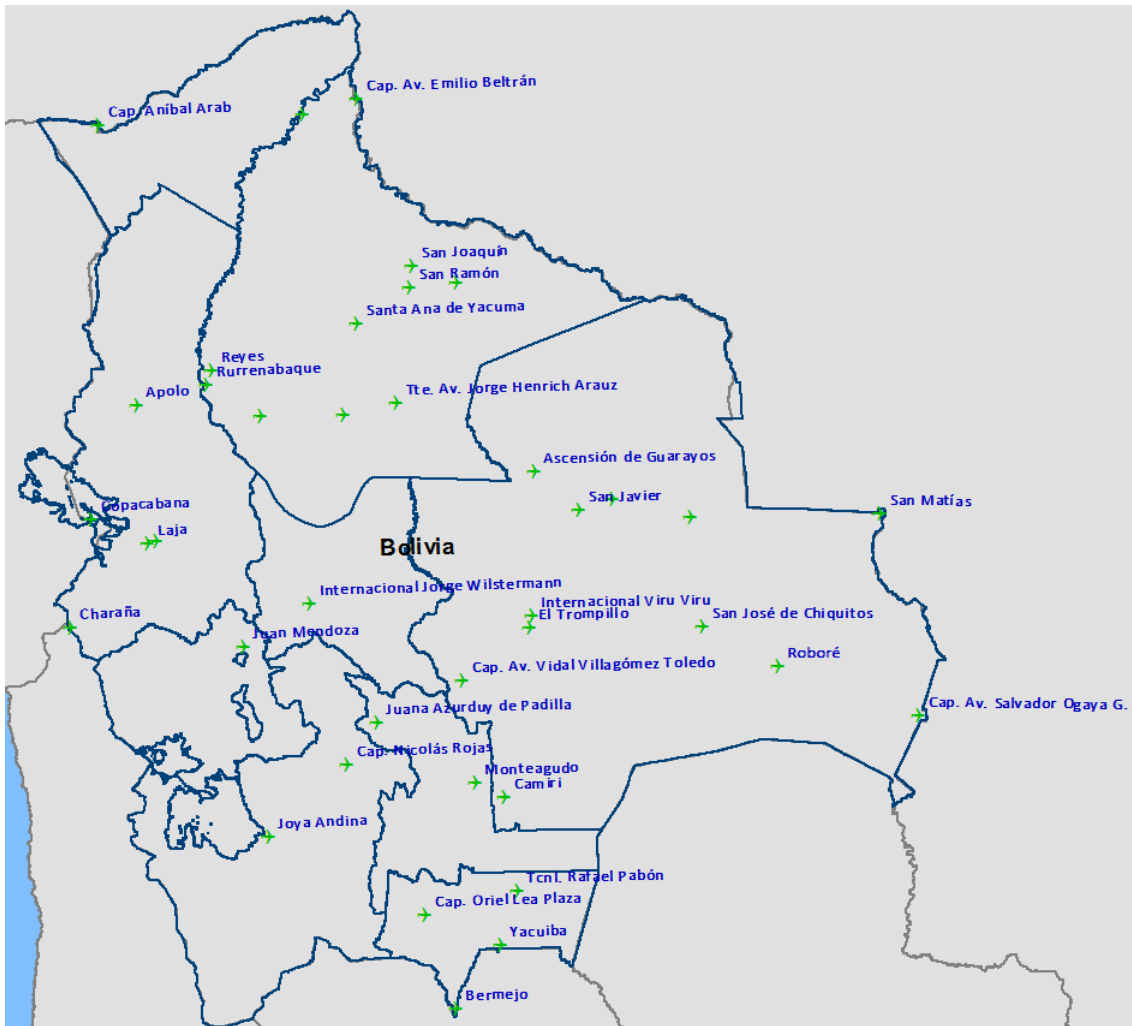 Cap. Av. Emilio Beltrán
Cap. Aníbal Arab
San Joaquín
San Ramón
Santa Ana de Yacuma
Reyes
Rurrenabaque
Apolo
Tte. Av. Jorge Henrich Arauz
Ascensión de Guarayos
San Javier
San Matías
Copacabana
Laja
Bolivia
Internacional Jorge Wilstermann
Internacional Viru Viru
El Trompillo
San José de Chiquitos
Charaña
Juan Mendoza
Roboré
Cap. Av. Vidal Villagómez Toledo
Cap. Av. Salvador Ogaya G.
Juana Azurduy de Padilla
Cap. Nicolás Rojas
Monteagudo
Camiri
Joya Andina
Tcnl. Rafael Pabón
Cap. Oriel Lea Plaza
Yacuiba
Bermejo